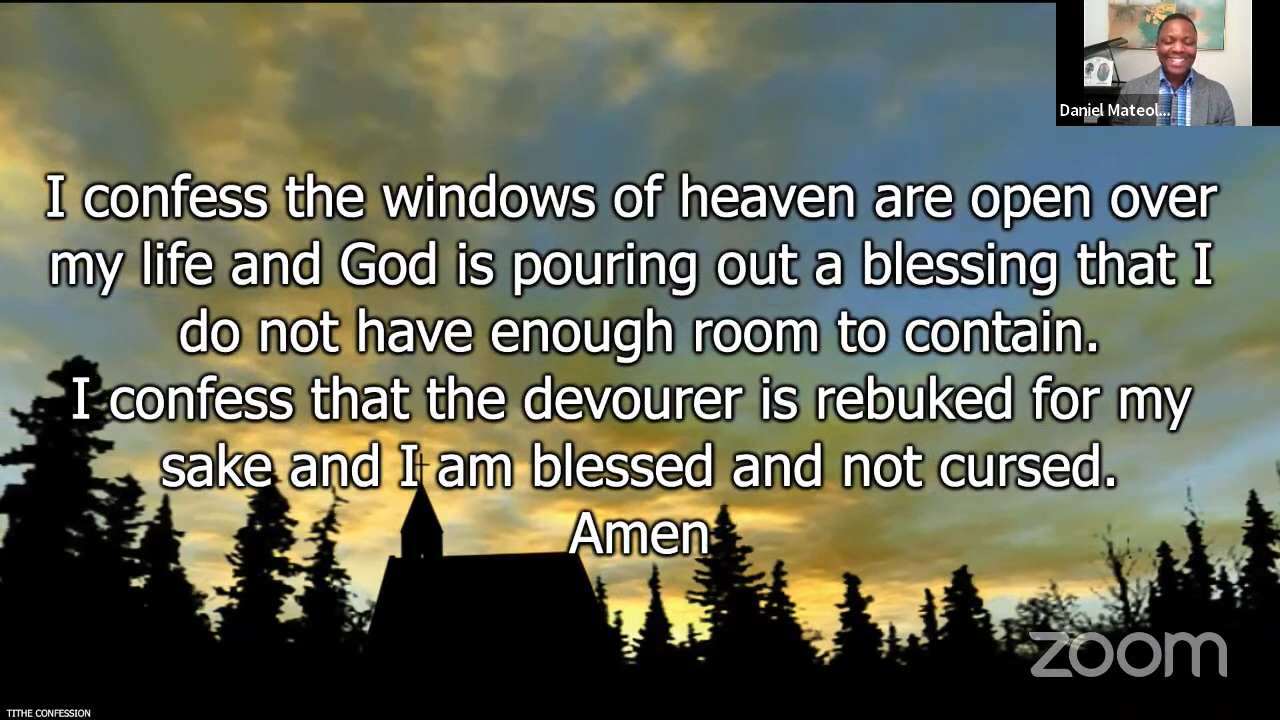 Daniel Mateol...
I confess the windows of heaven are open over
my life and God is pouring out a blessing that I
do not have enough room to contain.
I confess that the devourer is rebuked for my
sake and I am blessed and not cursed.
Amen
zoom
TITHE CONFESSION